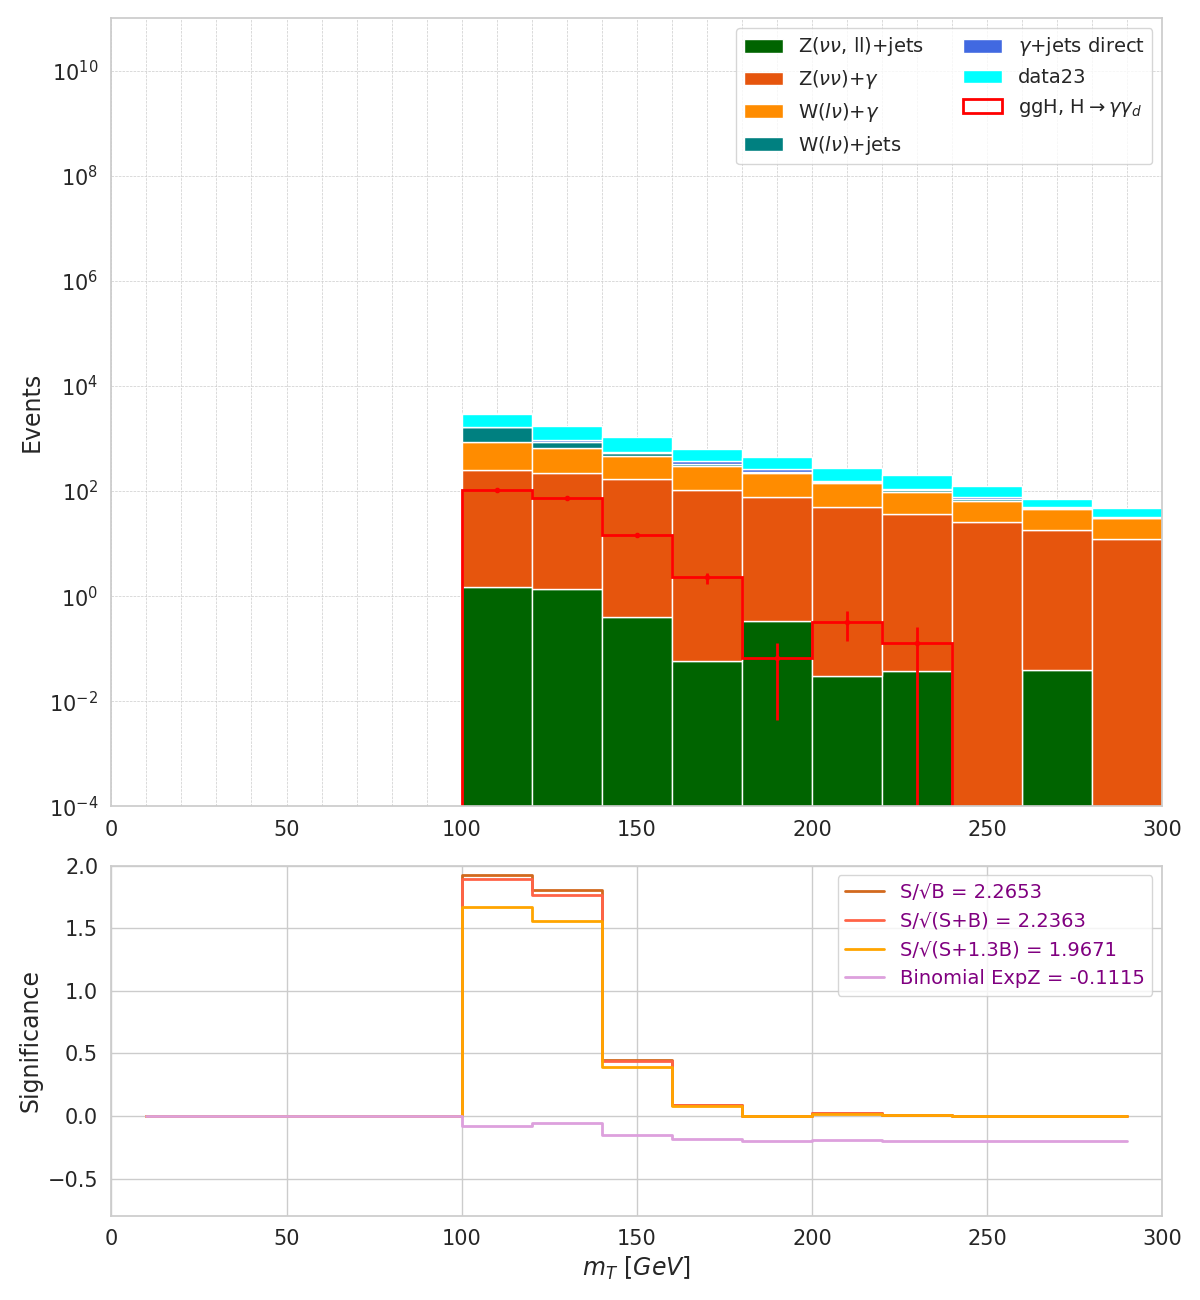 Z(νν, ll)+jets
Z(νν)+γ
W(lν)+γ
W(lν)+jets
γ+jets direct
data23
ggH, H→γγ_d
Events
10^10
10^8
10^6
10^4
10^2
10^0
10^−2
10^−4
0 50 100 150 200 250 300
S/√B = 2.2653
S/√(S+B) = 2.2363
S/√(S+1.3B) = 1.9671
Binomial ExpZ = -0.1115
Significance
2.0
1.5
1.0
0.5
0.0
−0.5
0 50 100 150 200 250 300
m_T [GeV]